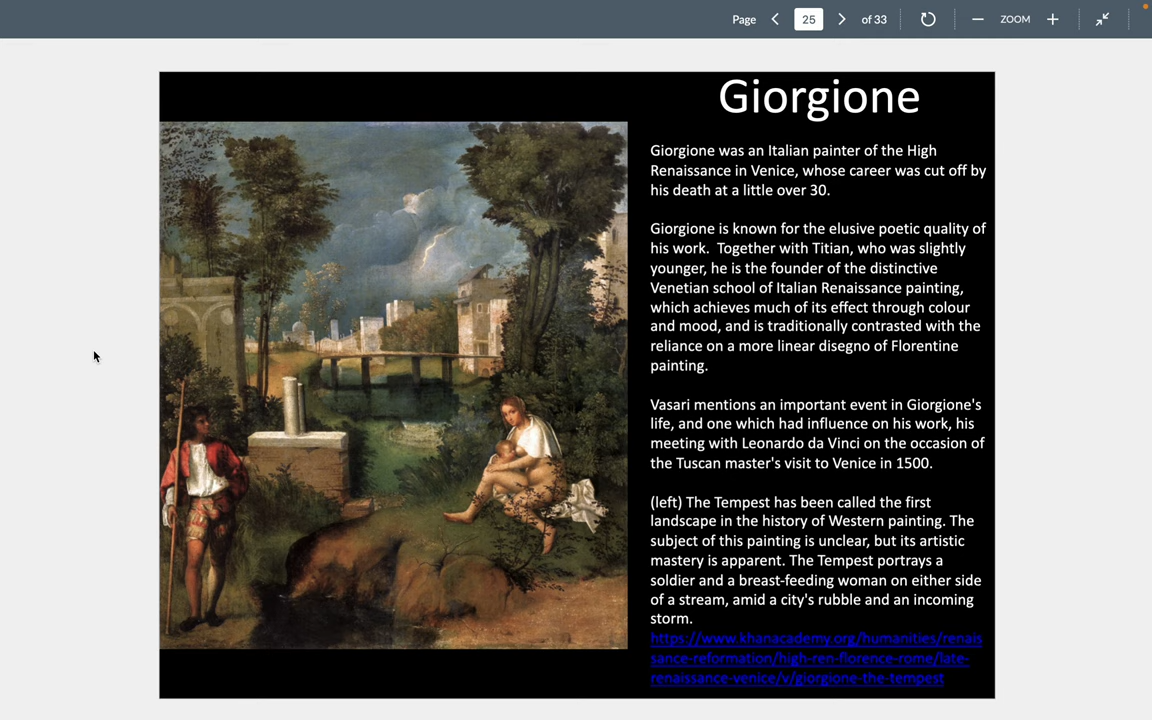 Page 25 of 33 ZOOM
Giorgione
Giorgione was an Italian painter of the High
Renaissance in Venice, whose career was cut off by
his death at a little over 30.
Giorgione is known for the elusive poetic quality of
his work.  Together with Titian, who was slightly
younger, he is the founder of the distinctive
Venetian school of Italian Renaissance painting,
which achieves much of its effect through colour
and mood, and is traditionally contrasted with the
reliance on a more linear disegno of Florentine
painting.
Vasari mentions an important event in Giorgione's
life, and one which had influence on his work, his
meeting with Leonardo da Vinci on the occasion of
the Tuscan master's visit to Venice in 1500.
(left) The Tempest has been called the first
landscape in the history of Western painting. The
subject of this painting is unclear, but its artistic
mastery is apparent. The Tempest portrays a
soldier and a breast-feeding woman on either side
of a stream, amid a city's rubble and an incoming
storm.
https://www.khanacademy.org/humanities/renais
sance-reformation/high-ren-florence-rome/late-
renaissance-venice/v/giorgione-the-tempest